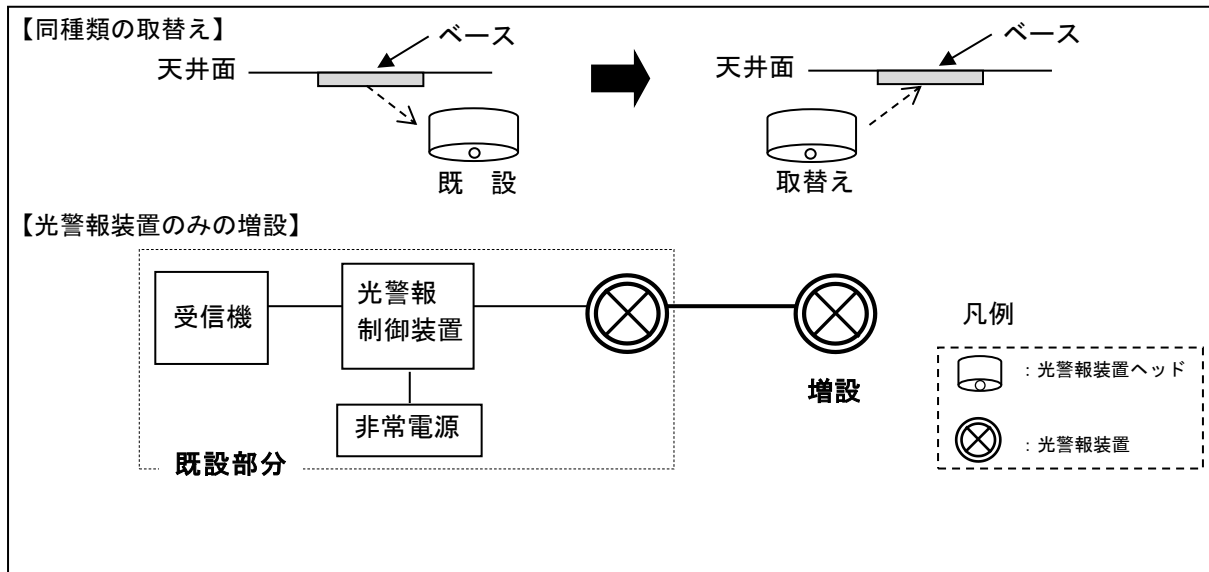 【同種類の取替え】
ベース
天井面
既　設
ベース
天井面
取替え
【光警報装置のみの増設】
受信機
光警報
制御装置
非常電源
既設部分
増設
凡例
：光警報装置ヘッド
：光警報装置